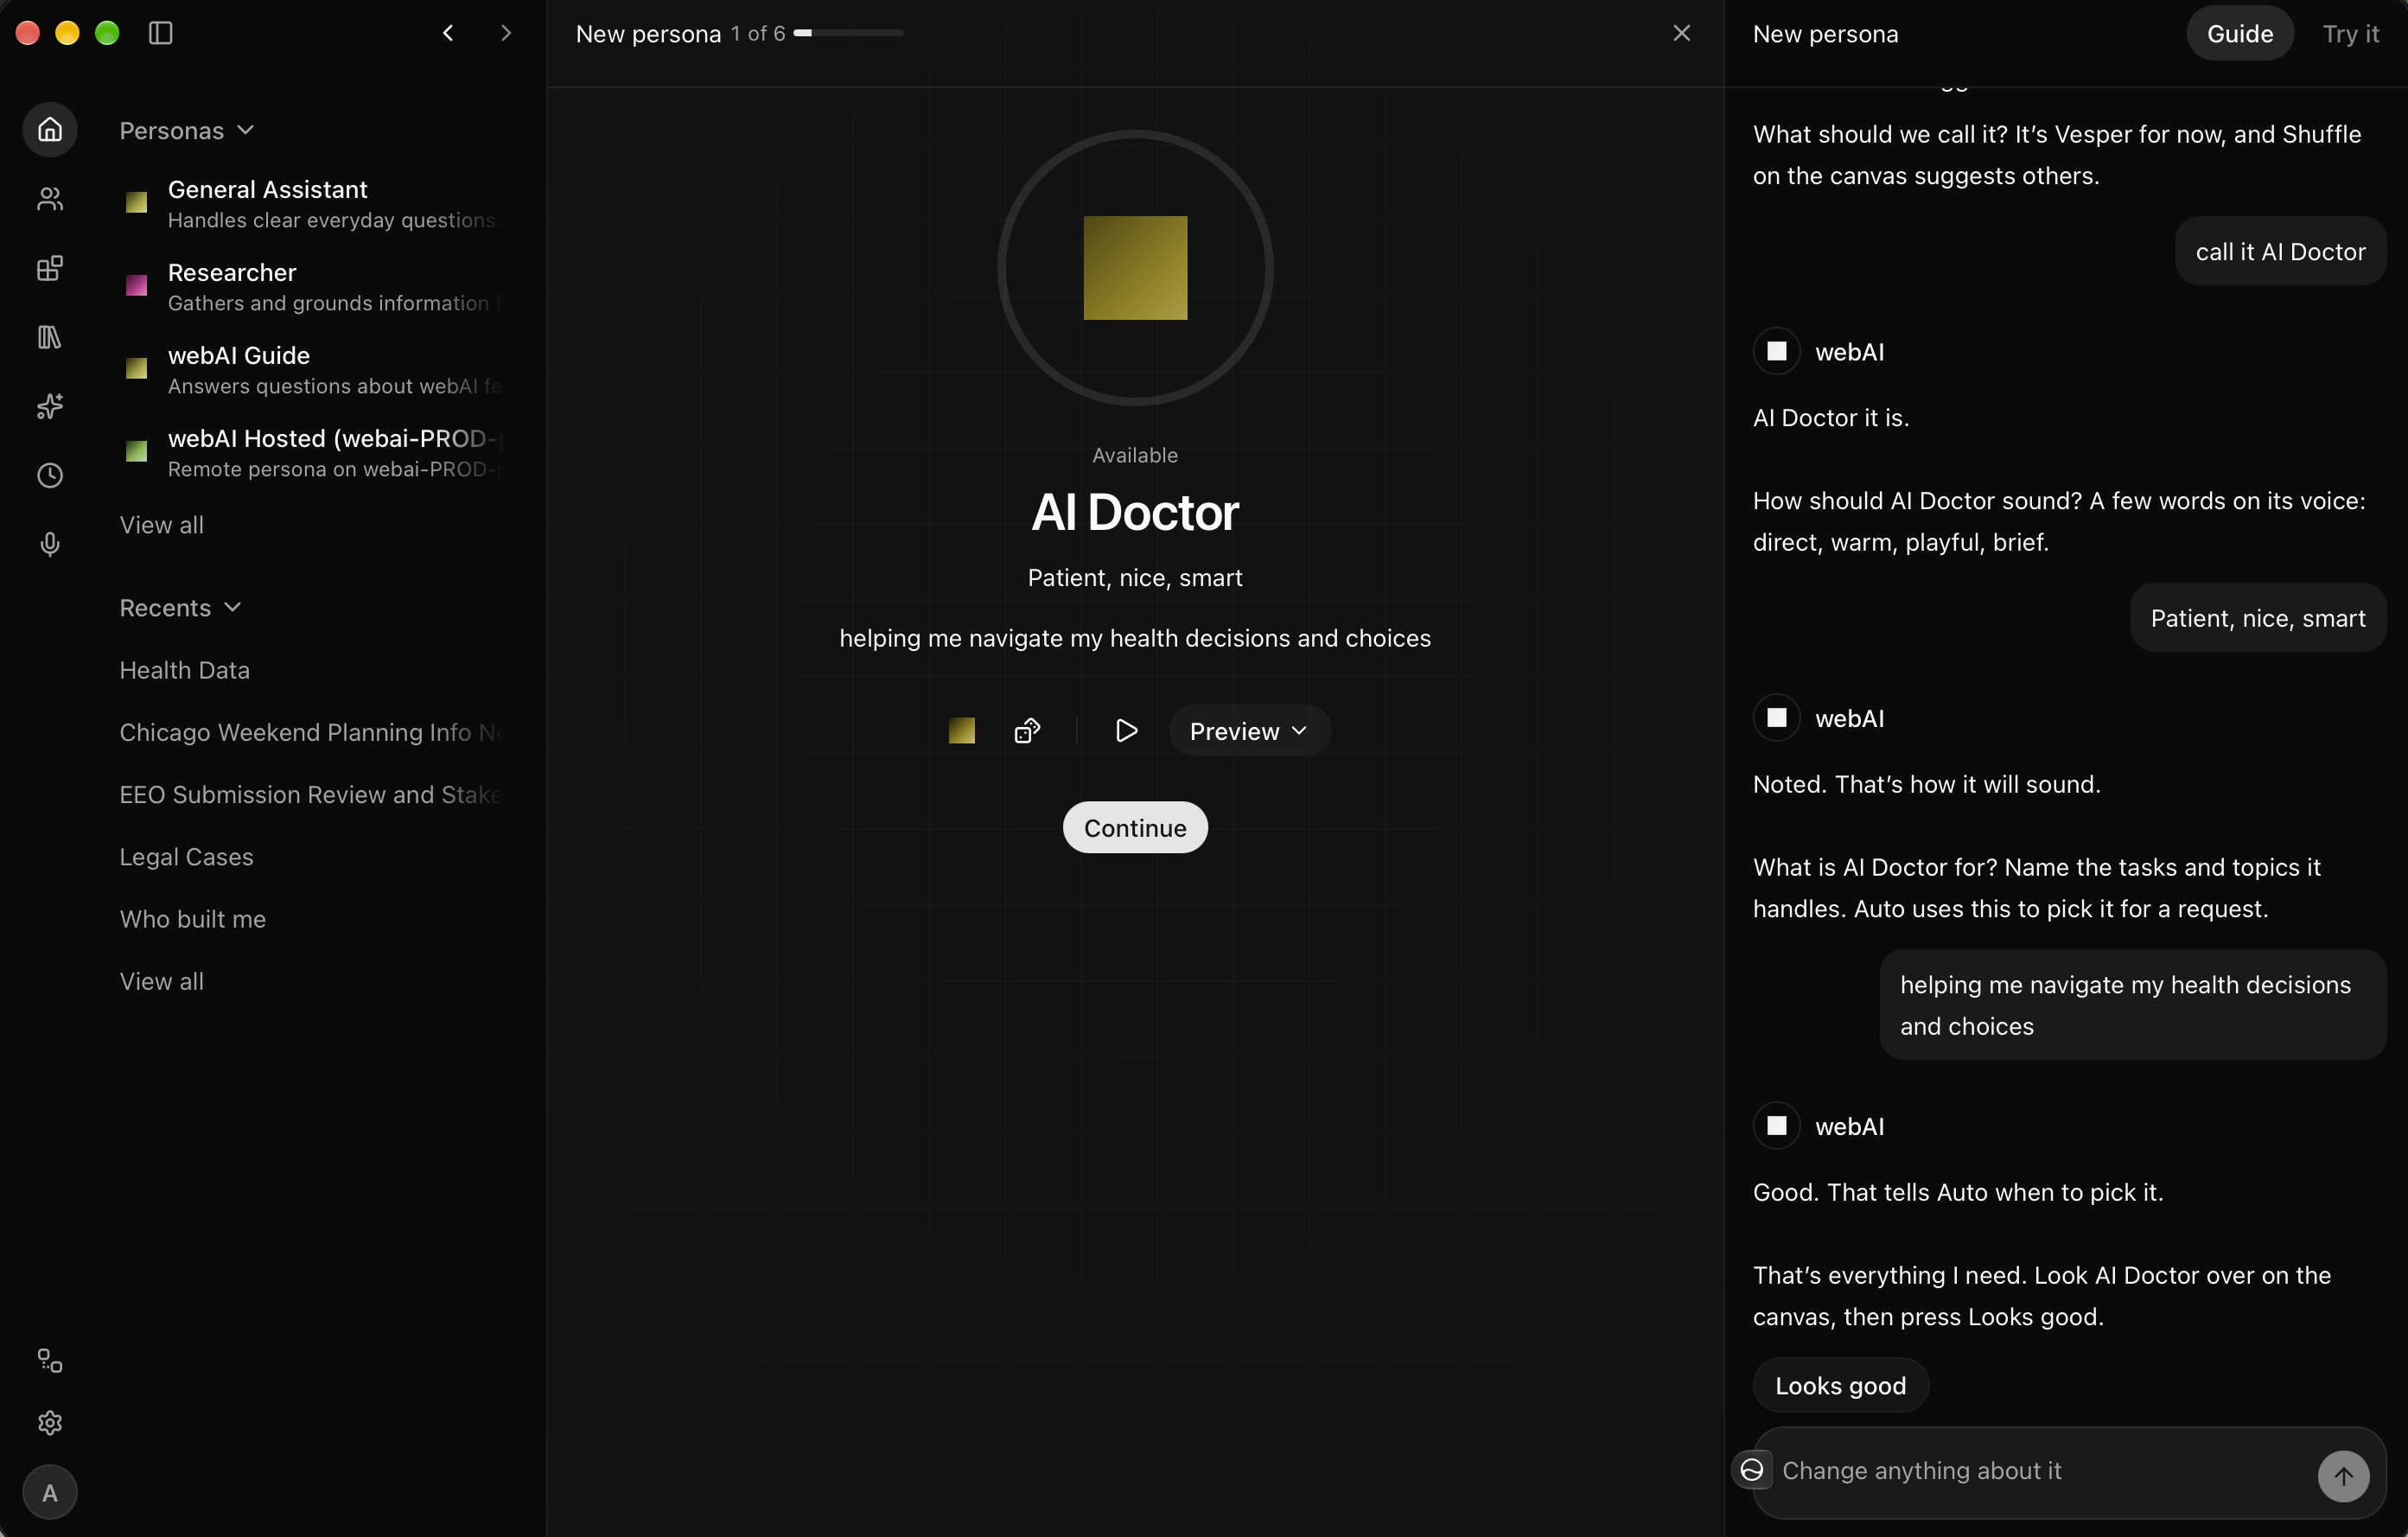 New persona 1 of 6
New persona
Guide
Try it
Personas
General Assistant
Handles clear everyday questions
Researcher
Gathers and grounds information
webAI Guide
Answers questions about webAI fe
webAI Hosted (webai-PROD-
Remote persona on webai-PROD-
View all
Recents
Health Data
Chicago Weekend Planning Info Ne
EEO Submission Review and Stake
Legal Cases
Who built me
View all
A
Available
AI Doctor
Patient, nice, smart
helping me navigate my health decisions and choices
Preview
Continue
What should we call it? It’s Vesper for now, and Shuffle
on the canvas suggests others.
call it AI Doctor
webAI
AI Doctor it is.
How should AI Doctor sound? A few words on its voice:
direct, warm, playful, brief.
Patient, nice, smart
webAI
Noted. That’s how it will sound.
What is AI Doctor for? Name the tasks and topics it
handles. Auto uses this to pick it for a request.
helping me navigate my health decisions
and choices
webAI
Good. That tells Auto when to pick it.
That’s everything I need. Look AI Doctor over on the
canvas, then press Looks good.
Looks good
Change anything about it